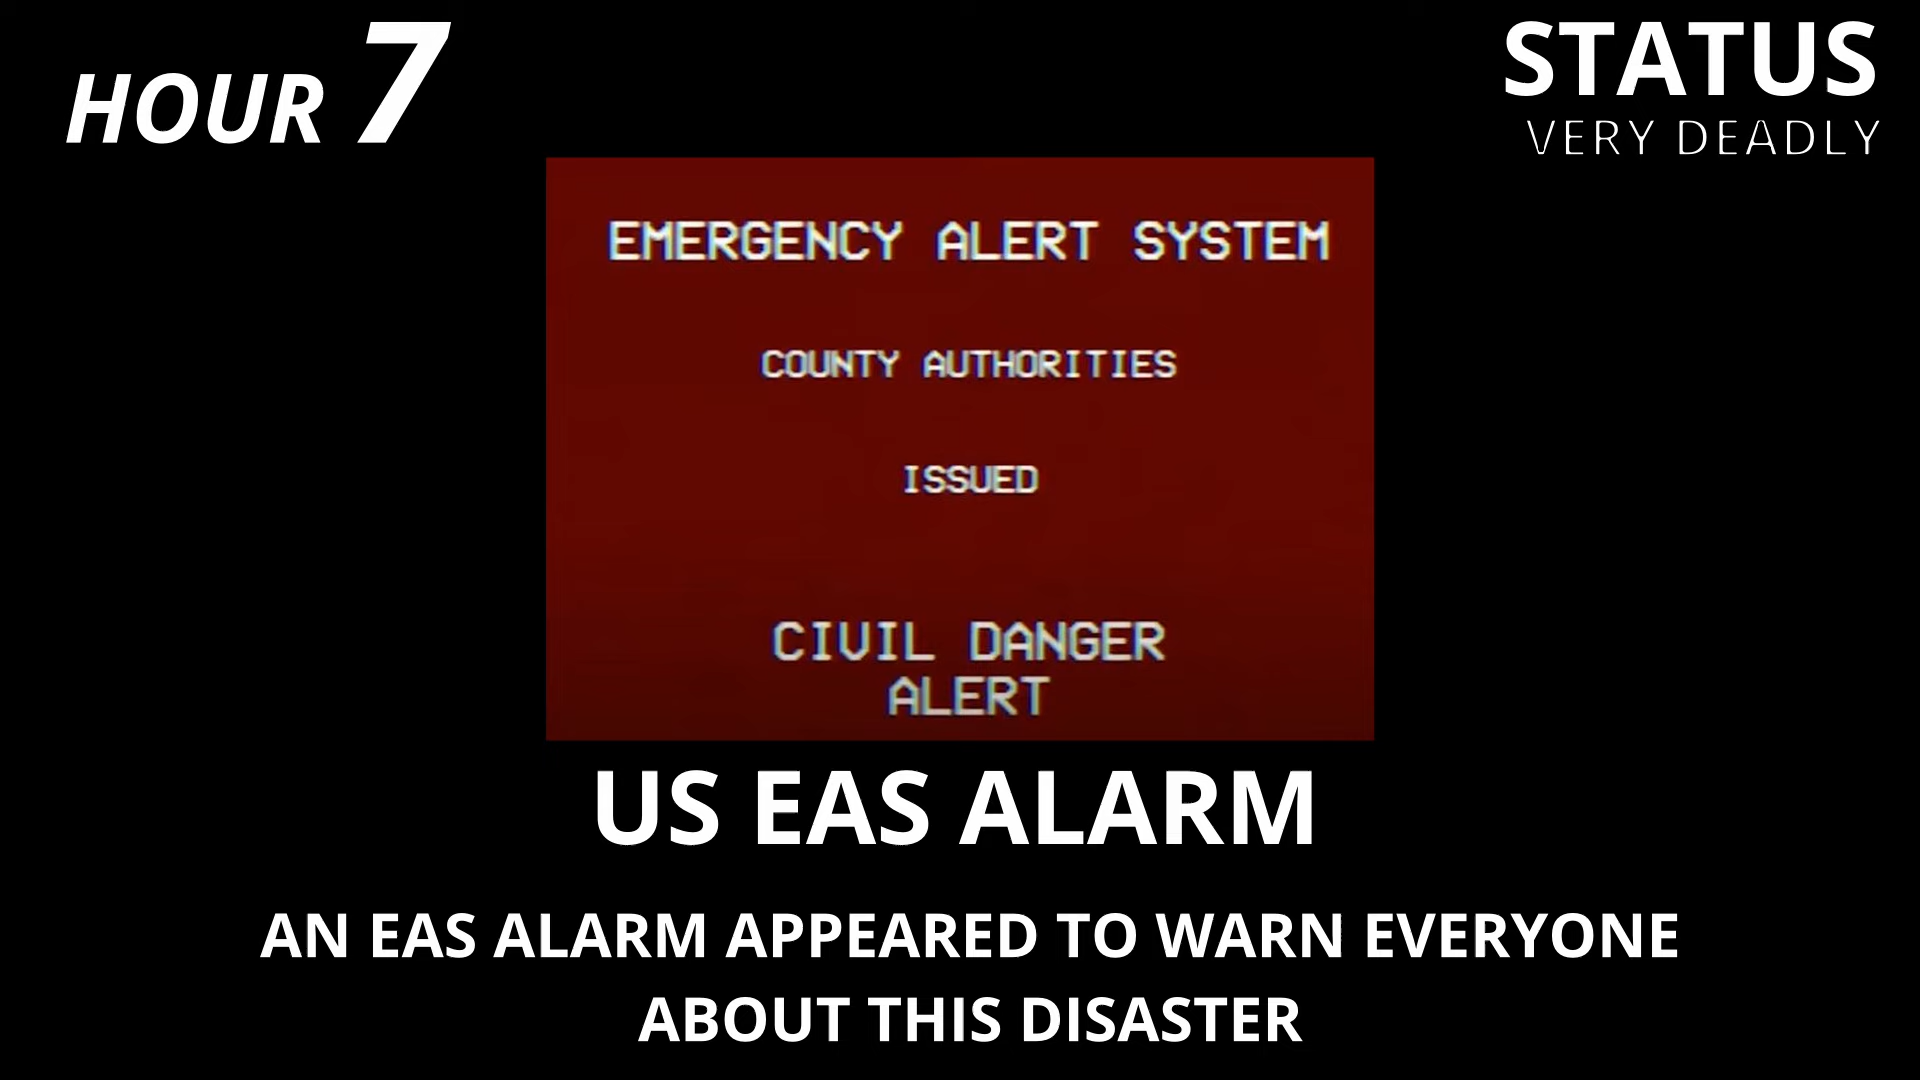 HOUR 7
STATUS
VERY DEADLY
EMERGENCY ALERT SYSTEM
COUNTY AUTHORITIES
ISSUED
CIVIL DANGER
ALERT
US EAS ALARM
AN EAS ALARM APPEARED TO WARN EVERYONE
ABOUT THIS DISASTER